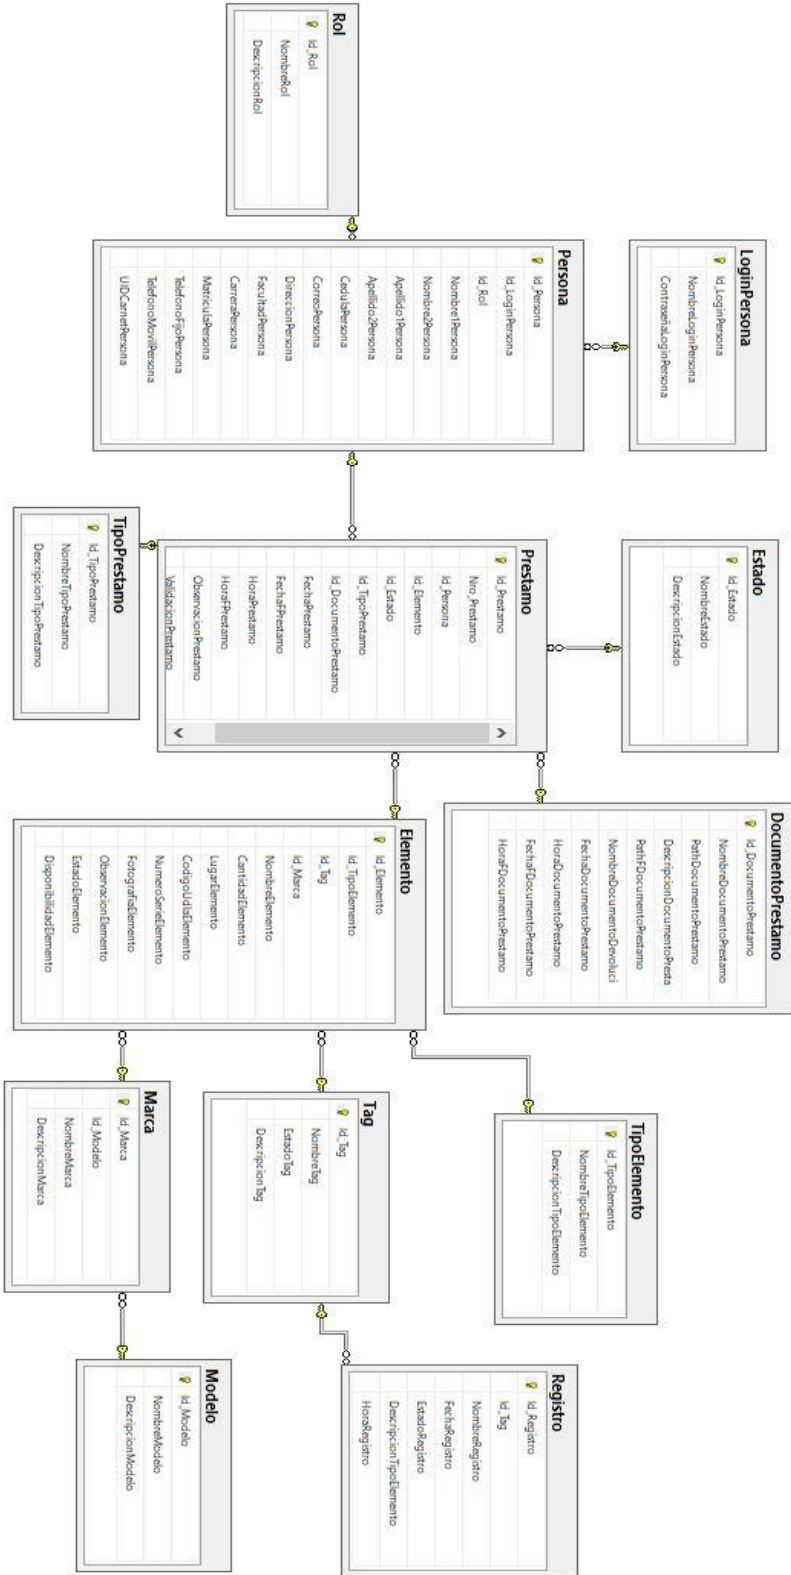 Rol
Id_Rol
NombreRol
DescripcionRol
LoginPersona
Id_LoginPersona
NombreLoginPersona
ContraseñaLoginPersona
Persona
Id_Persona
Id_LoginPersona
Id_Rol
Nombre1Persona
Nombre2Persona
Apellido1Persona
Apellido2Persona
CedulaPersona
CorreoPersona
DireccionPersona
FacultadPersona
CarreraPersona
MatriculaPersona
TelefonoFijoPersona
TelefonoMovilPersona
UIDCarnetPersona
Estado
Id_Estado
NombreEstado
DescripcionEstado
Prestamo
Id_Prestamo
Nro_Prestamo
Id_Persona
Id_Elemento
Id_Estado
Id_TipoPrestamo
Id_DocumentoPrestamo
FechaPrestamo
FechaFPrestamo
HoraPrestamo
HoraFPrestamo
ObservacionPrestamo
ValidacionPrestamo
TipoPrestamo
Id_TipoPrestamo
NombreTipoPrestamo
DescripcionTipoPrestamo
DocumentoPrestamo
Id_DocumentoPrestamo
NombreDocumentoPrestamo
PathDocumentoPrestamo
DescripcionDocumentoPresta
PathFDocumentoPrestamo
NombreDocumentoDevoluci
FechaDocumentoPrestamo
HoraDocumentoPrestamo
FechaFDocumentoPrestamo
HoraFDocumentoPrestamo
Elemento
Id_Elemento
Id_TipoElemento
Id_Tag
Id_Marca
NombreElemento
CantidadElemento
LugarElemento
CodigoUdlaElemento
NumeroSerieElemento
FotografiaElemento
ObservacionElemento
EstadoElemento
DisponibilidadElemento
TipoElemento
Id_TipoElemento
NombreTipoElemento
DescripcionTipoElemento
Tag
Id_Tag
NombreTag
EstadoTag
DescripcionTag
Marca
Id_Marca
Id_Modelo
NombreMarca
DescripcionMarca
Registro
Id_Registro
Id_Tag
NombreRegistro
FechaRegistro
EstadoRegistro
DescripcionTipoElemento
HoraRegistro
Modelo
Id_Modelo
NombreModelo
DescripcionModelo